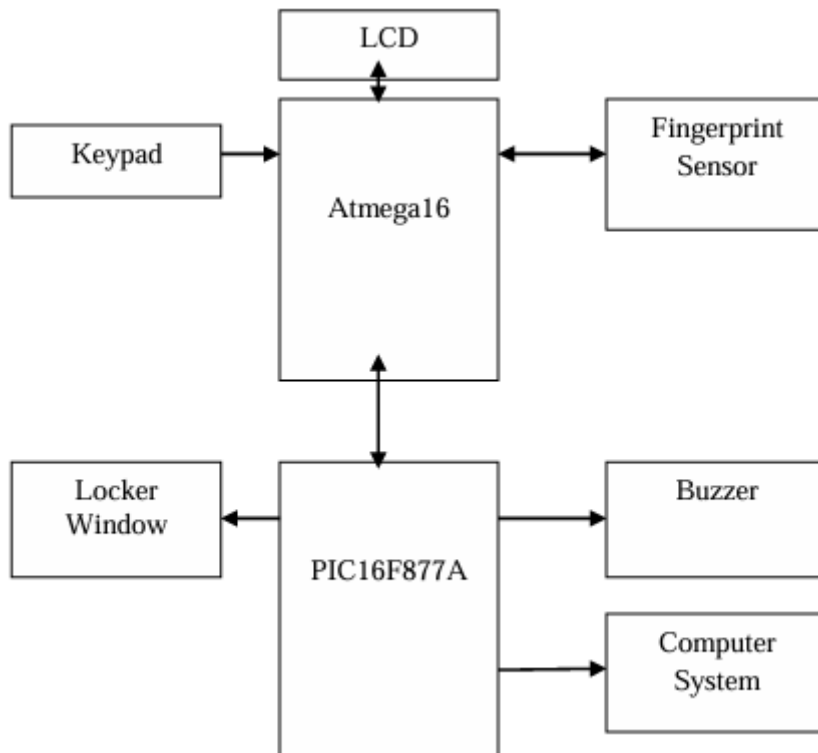 LCD
Keypad
Atmega16
Fingerprint
Sensor
Locker
Window
PIC16F877A
Buzzer
Computer
System